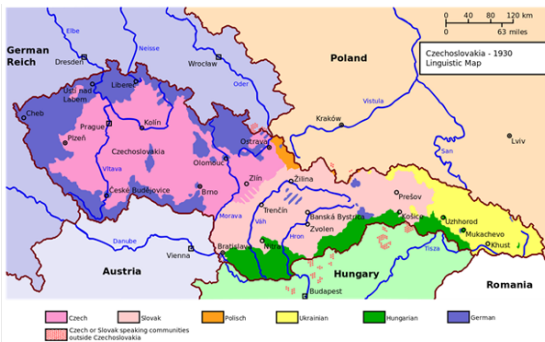 0 40 80 120 km
0 63 miles
Czechoslovakia - 1930
Linguistic Map
German
Reich
Elbe
Neisse
Dresden
Wrocław
Poland
Oder
Ústí nad
Labem
Liberec
Cheb
Prague
Kolín
Plzeň
Czechoslovakia
Vltava
České Budějovice
Olomouc
Ostrava
Brno
Zlín
Morava
Kraków
Vistula
San
Lviv
Žilina
Trenčín
Váh
Banská Bystrica
Zvolen
Hron
Nitra
Bratislava
Prešov
Košice
Uzhhorod
Mukachevo
Khust
Tisza
Danube
Vienna
Austria
Hungary
Budapest
Romania
Czech
Slovak
Polisch
Ukrainian
Hungarian
German
Czech or Slovak speaking communities
outside Czechoslovakia